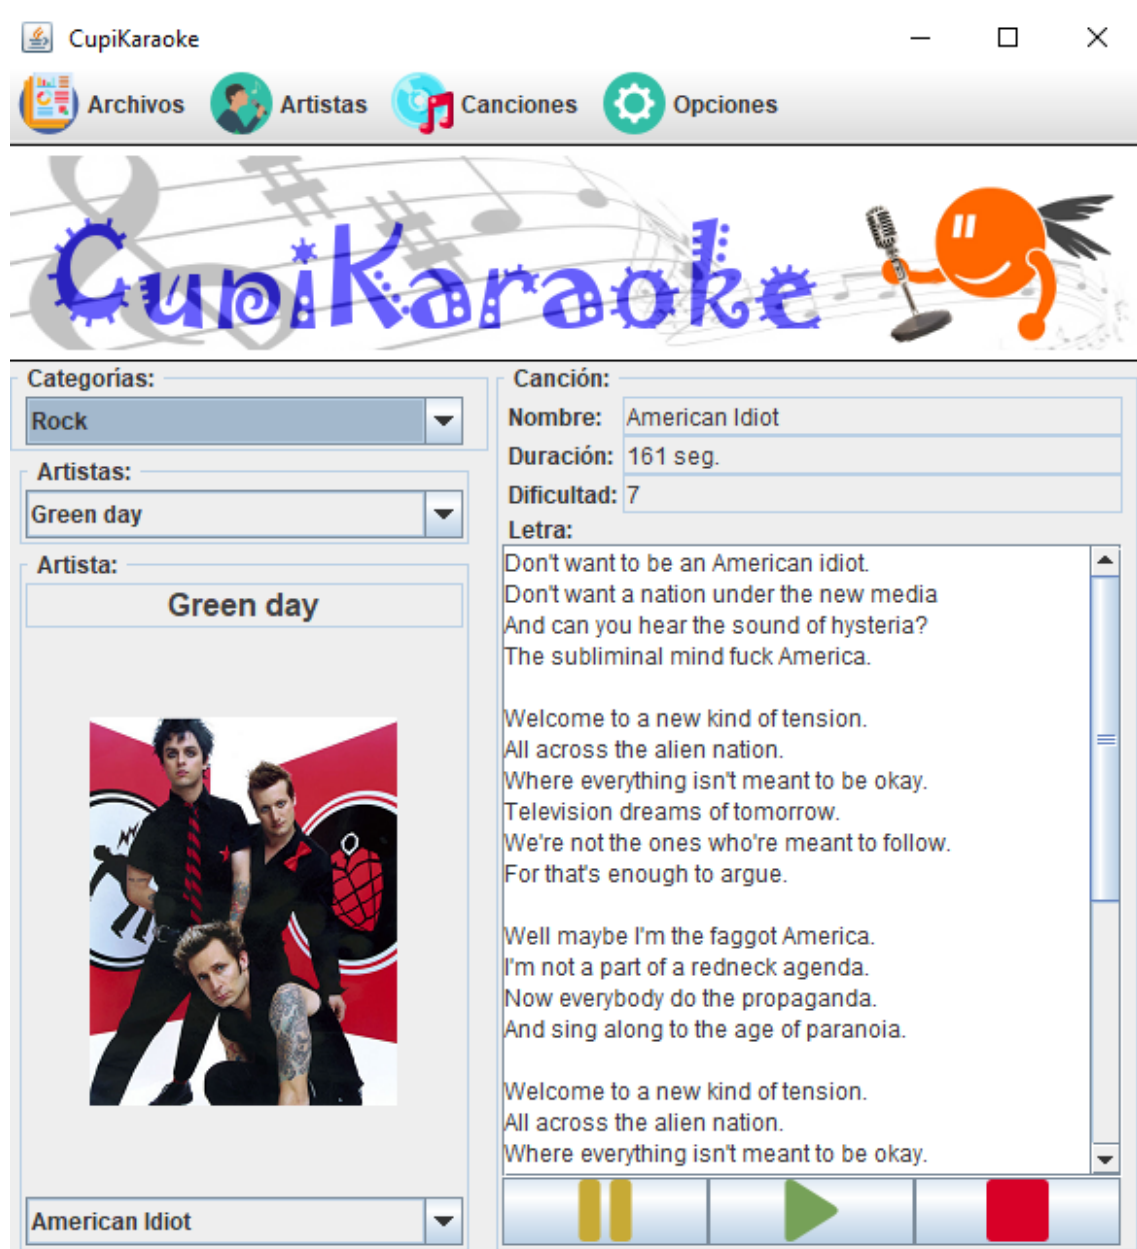 CupiKaraoke
Archivos
Artistas
Canciones
Opciones
CupiKaraoke
Categorías:
Rock
Artistas:
Green day
Artista:
Green day
American Idiot
Canción:
Nombre: American Idiot
Duración: 161 seg.
Dificultad: 7
Letra:
Don't want to be an American idiot.
Don't want a nation under the new media
And can you hear the sound of hysteria?
The subliminal mind fuck America.

Welcome to a new kind of tension.
All across the alien nation.
Where everything isn't meant to be okay.
Television dreams of tomorrow.
We're not the ones who're meant to follow.
For that's enough to argue.

Well maybe I'm the faggot America.
I'm not a part of a redneck agenda.
Now everybody do the propaganda.
And sing along to the age of paranoia.

Welcome to a new kind of tension.
All across the alien nation.
Where everything isn't meant to be okay.